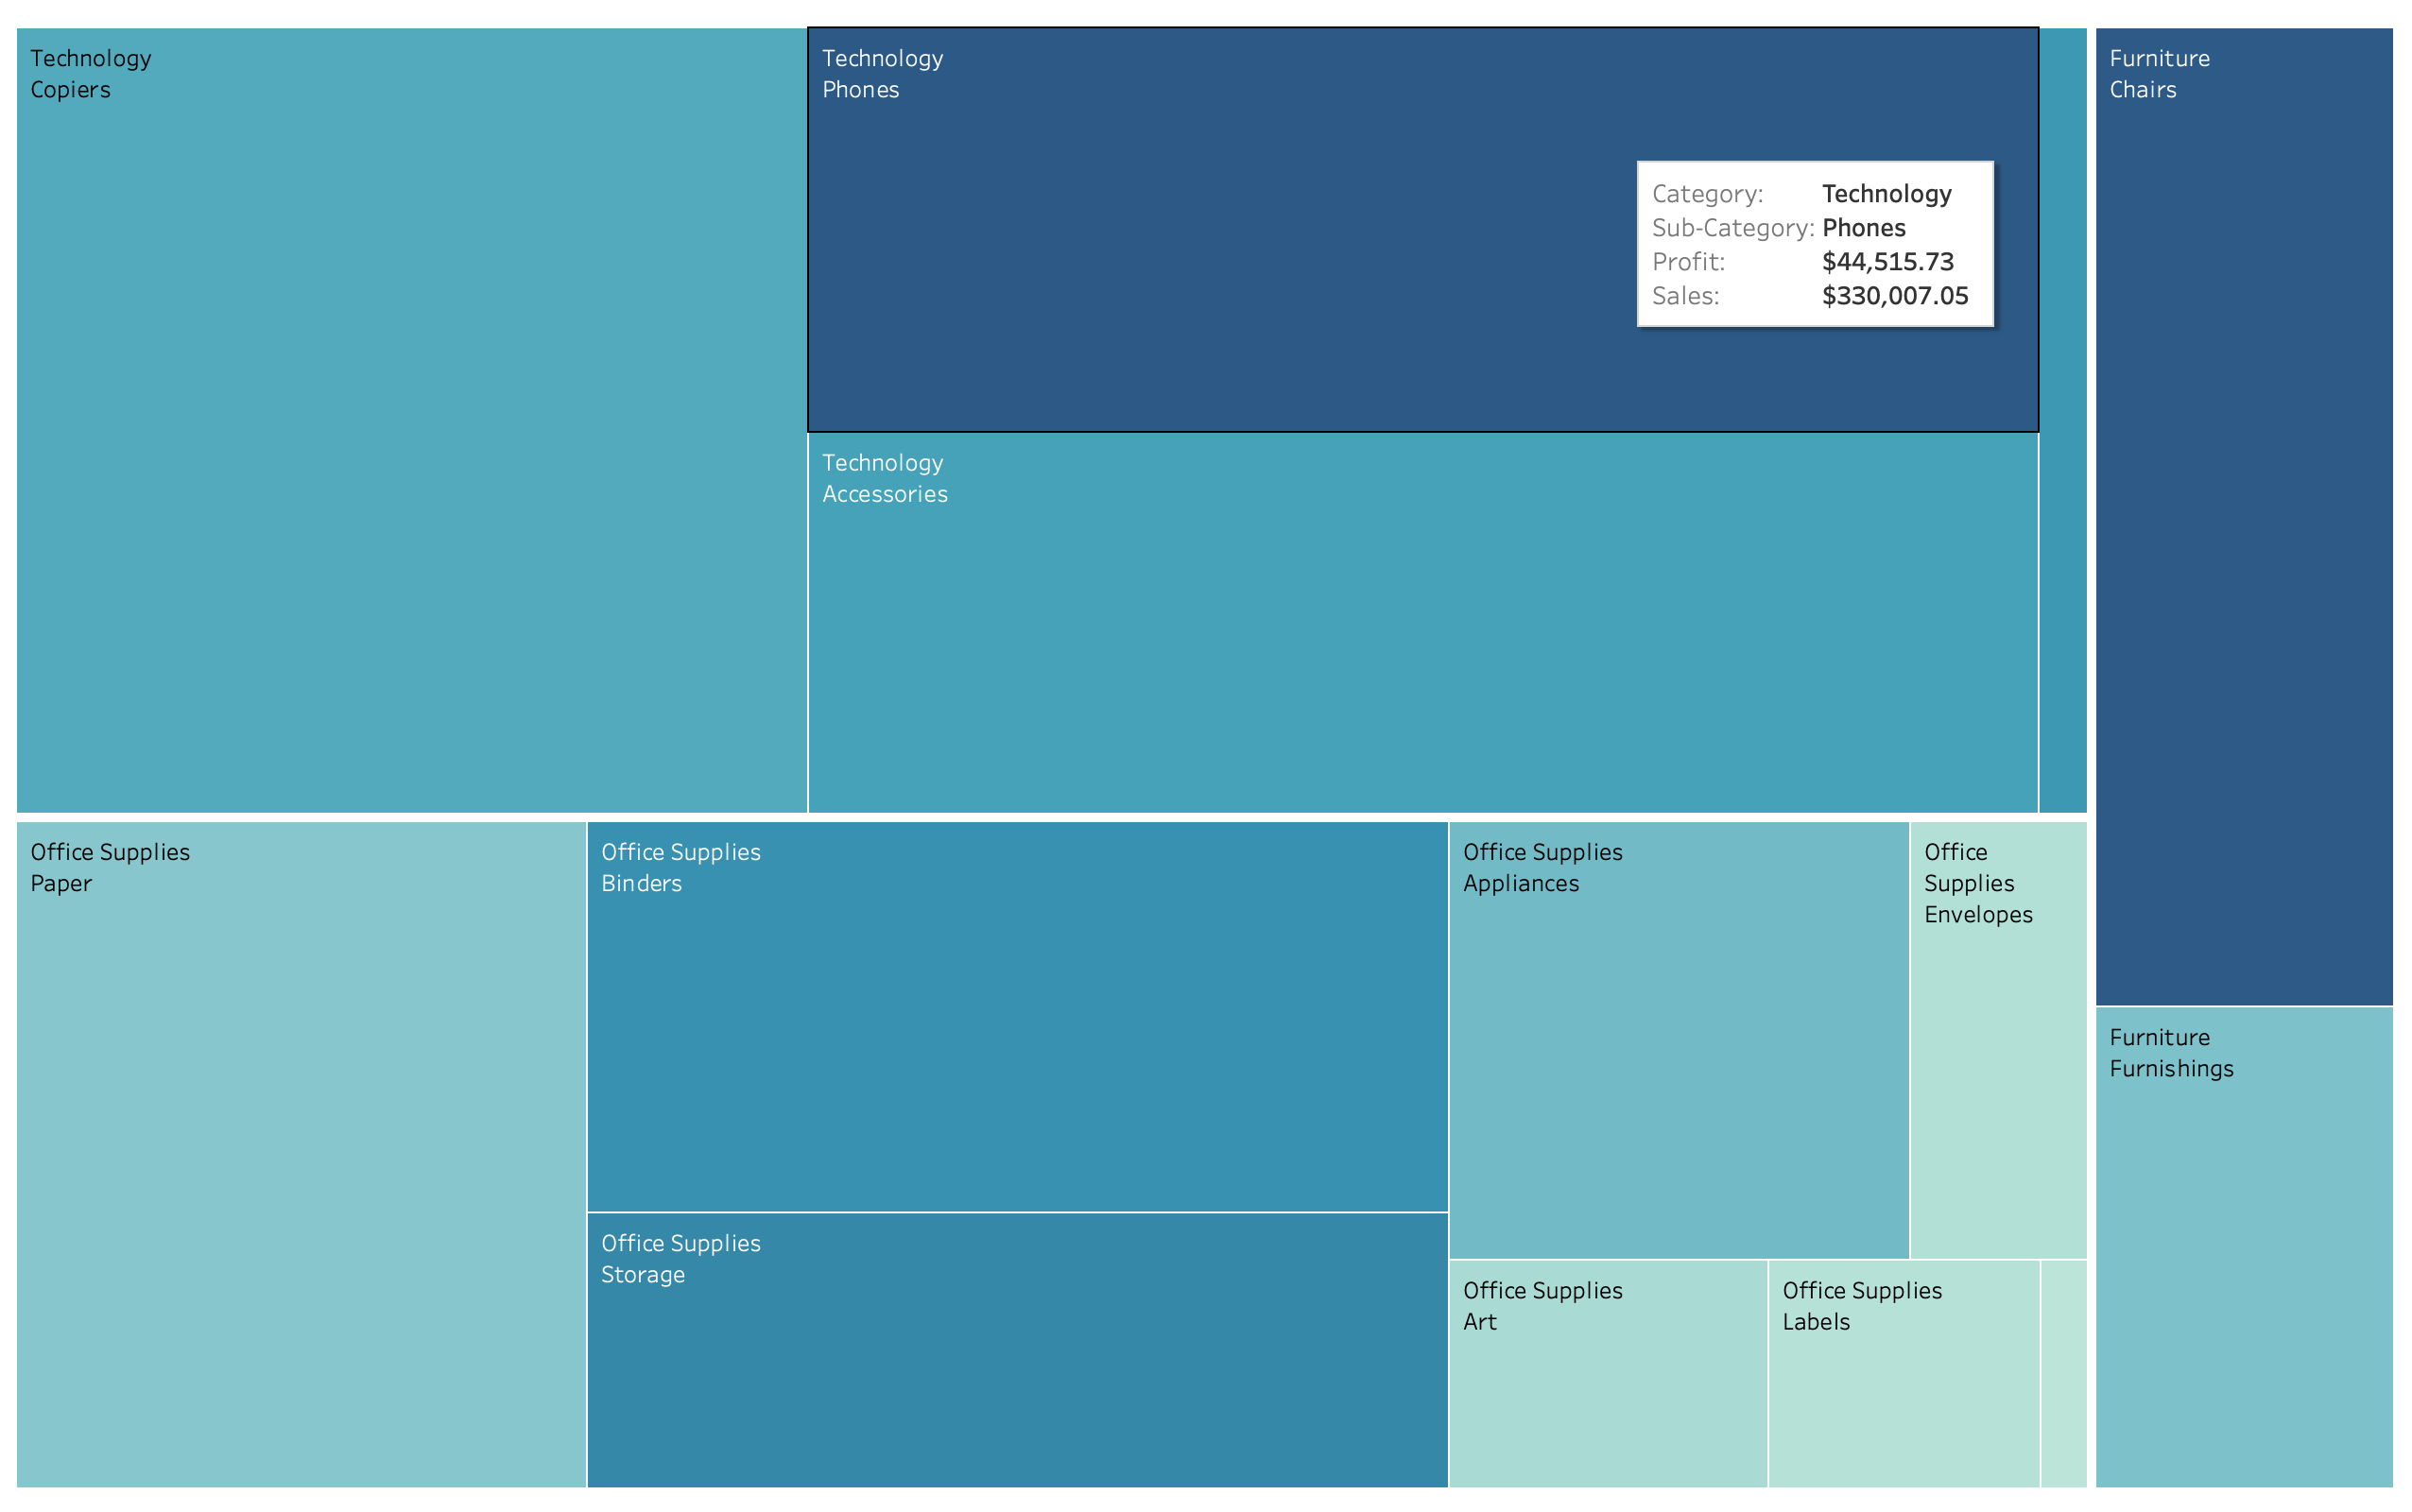 Technology
Copiers
Technology
Phones
Category: Technology
Sub-Category: Phones
Profit: $44,515.73
Sales: $330,007.05
Technology
Accessories
Furniture
Chairs
Office Supplies
Paper
Office Supplies
Binders
Office Supplies
Storage
Office Supplies
Appliances
Office
Supplies
Envelopes
Office Supplies
Art
Office Supplies
Labels
Furniture
Furnishings